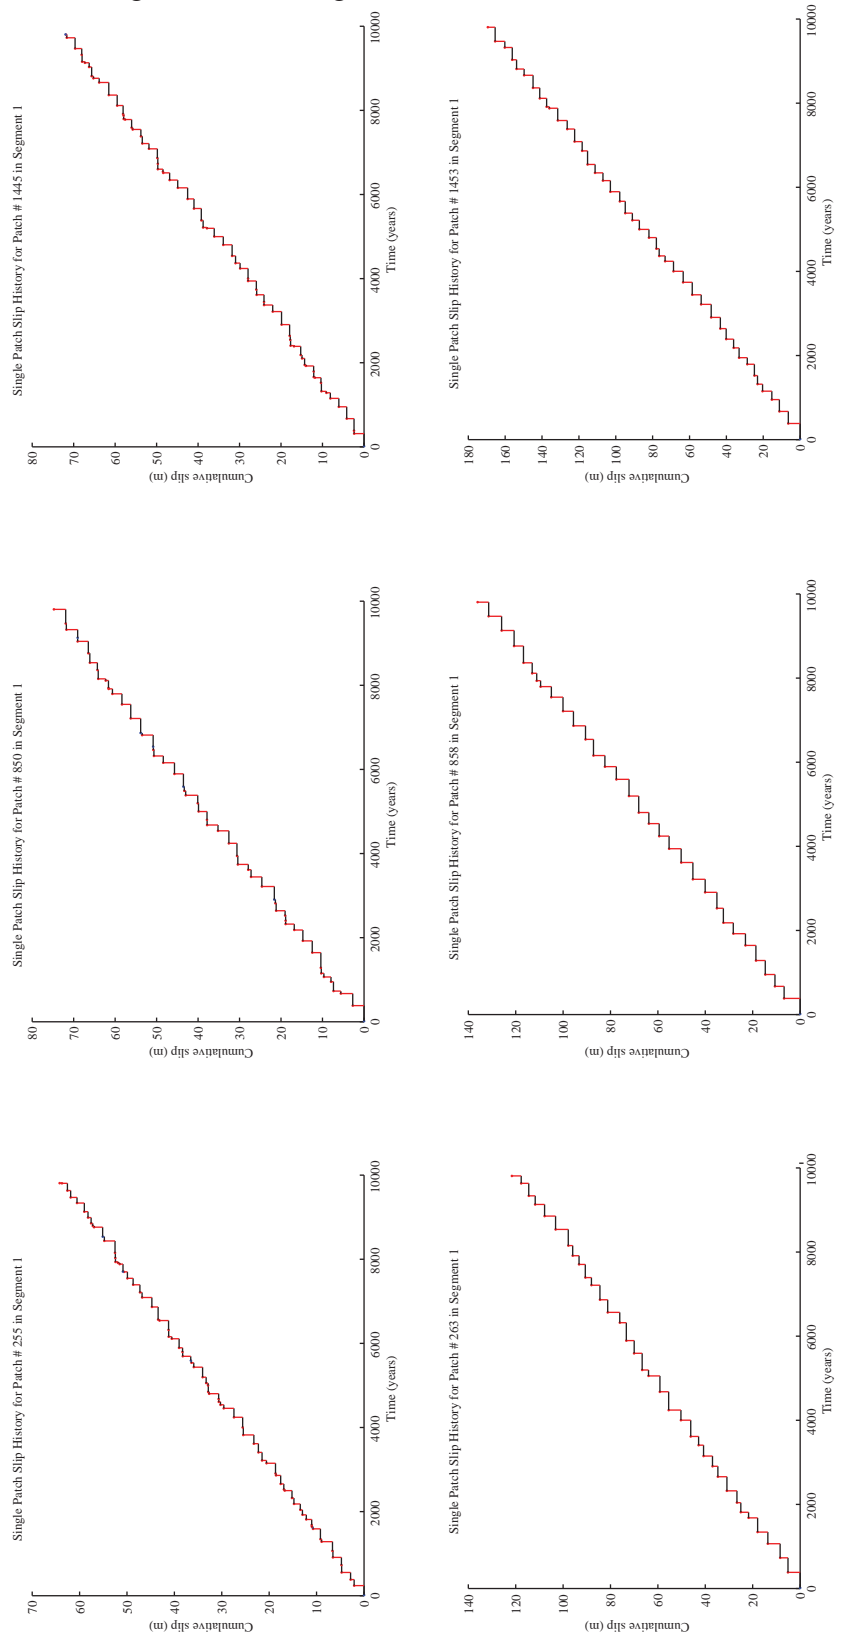 Single Patch Slip History for Patch # 255 in Segment 1
Cumulative slip (m)
70
60
50
40
30
20
10
0
0 2000 4000 6000 8000 10000
Time (years)
Single Patch Slip History for Patch # 850 in Segment 1
Cumulative slip (m)
80
70
60
50
40
30
20
10
0
0 2000 4000 6000 8000 10000
Time (years)
Single Patch Slip History for Patch # 1445 in Segment 1
Cumulative slip (m)
80
70
60
50
40
30
20
10
0
0 2000 4000 6000 8000 10000
Time (years)
Single Patch Slip History for Patch # 263 in Segment 1
Cumulative slip (m)
140
120
100
80
60
40
20
0
0 2000 4000 6000 8000 10000
Time (years)
Single Patch Slip History for Patch # 858 in Segment 1
Cumulative slip (m)
140
120
100
80
60
40
20
0
0 2000 4000 6000 8000 10000
Time (years)
Single Patch Slip History for Patch # 1453 in Segment 1
Cumulative slip (m)
180
160
140
120
100
80
60
40
20
0
0 2000 4000 6000 8000 10000
Time (years)